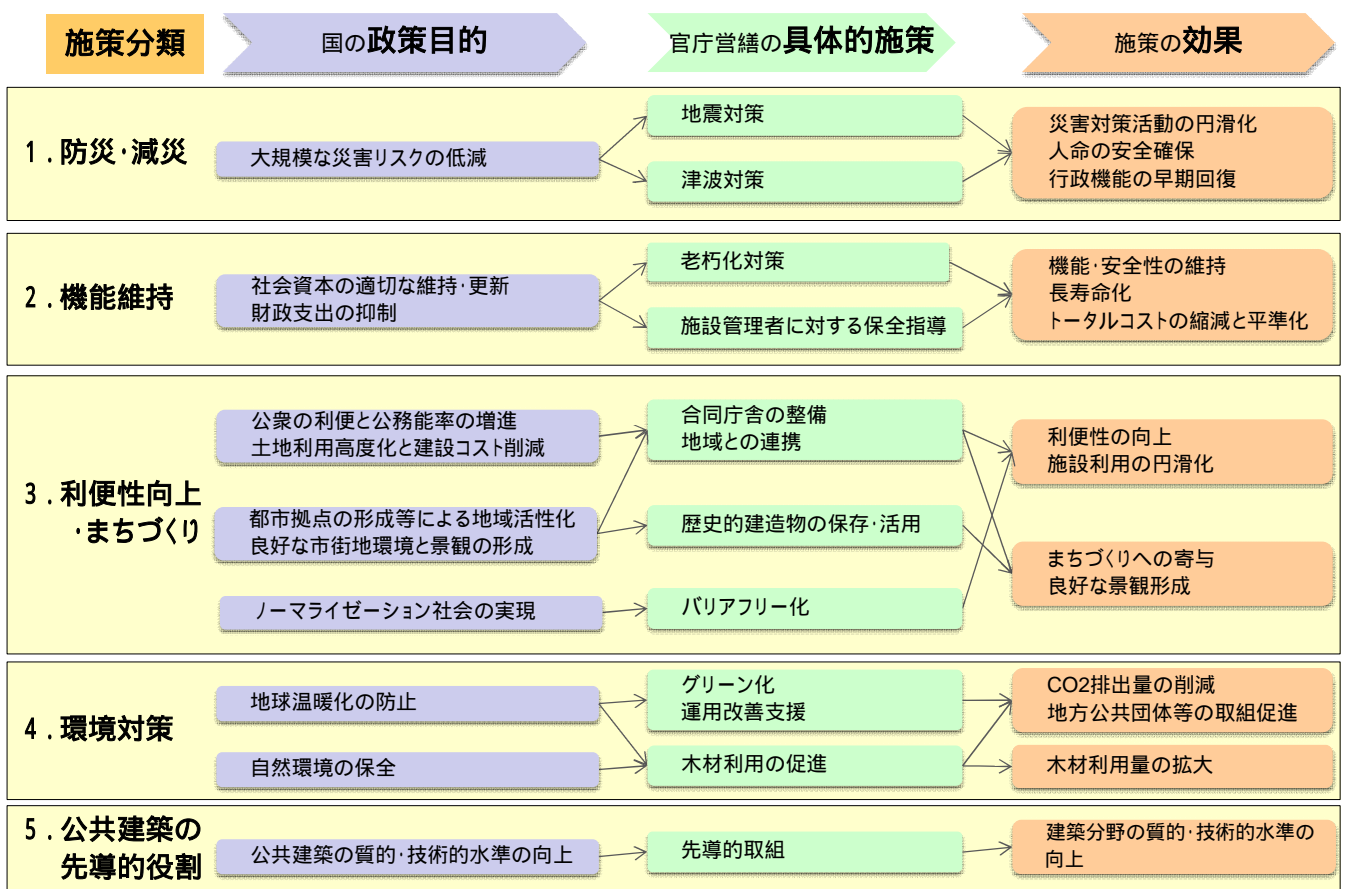 施策分類
国の政策目的
官庁営繕の具体的施策
施策の効果
1．防災・減災
大規模な災害リスクの低減
地震対策
津波対策
災害対策活動の円滑化
人命の安全確保
行政機能の早期回復
2．機能維持
社会資本の適切な維持・更新
財政支出の抑制
老朽化対策
施設管理者に対する保全指導
機能・安全性の維持
長寿命化
トータルコストの縮減と平準化
3．利便性向上
・まちづくり
公衆の利便と公務能率の増進
土地利用高度化と建設コスト削減
都市拠点の形成等による地域活性化
良好な市街地環境と景観の形成
ノーマライゼーション社会の実現
合同庁舎の整備
地域との連携
歴史的建造物の保存・活用
バリアフリー化
利便性の向上
施設利用の円滑化
まちづくりへの寄与
良好な景観形成
4．環境対策
地球温暖化の防止
自然環境の保全
グリーン化
運用改善支援
木材利用の促進
CO2排出量の削減
地方公共団体等の取組促進
木材利用量の拡大
5．公共建築の
先導的役割
公共建築の質的・技術的水準の向上
先導的取組
建築分野の質的・技術的水準の
向上